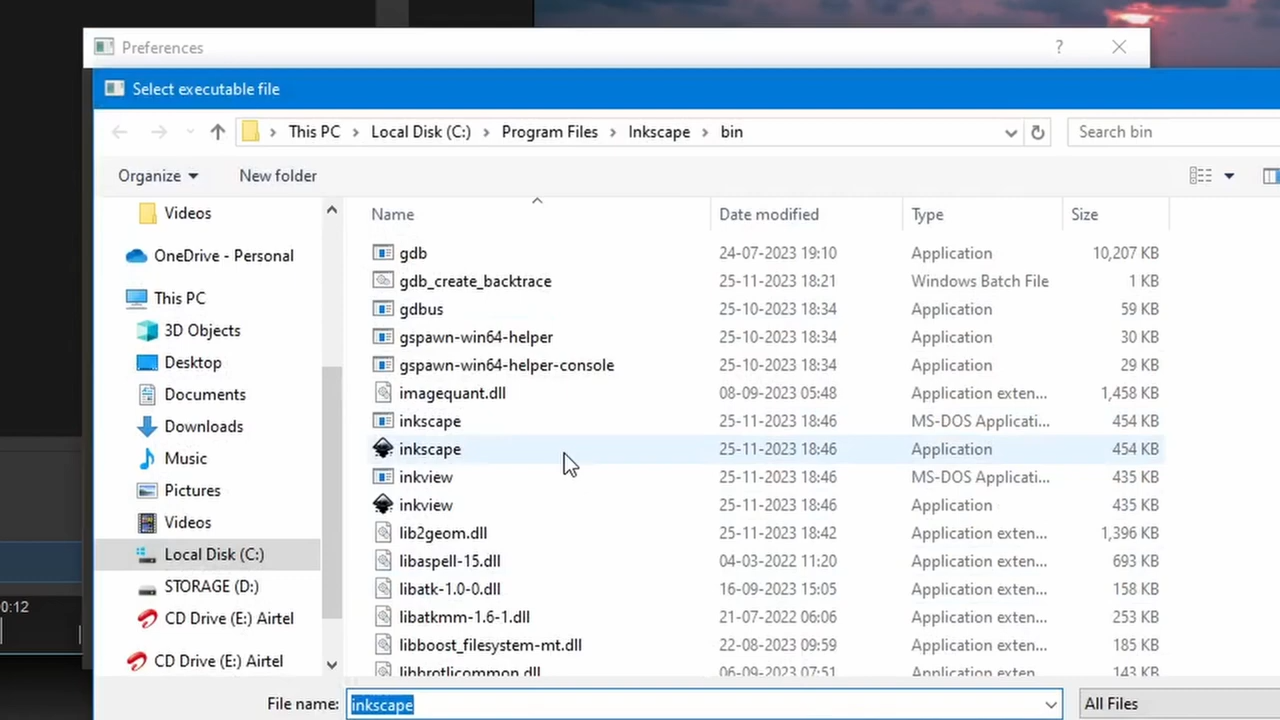 Preferences
?
Select executable file
This PC > Local Disk (C:) > Program Files > Inkscape > bin
Search bin
Organize
New folder
Videos
OneDrive - Personal
This PC
3D Objects
Desktop
Documents
Downloads
Music
Pictures
Videos
Local Disk (C:)
STORAGE (D:)
CD Drive (E:) Airtel
CD Drive (E:) Airtel
Name Date modified Type Size
gdb 24-07-2023 19:10 Application 10,207 KB
gdb_create_backtrace 25-11-2023 18:21 Windows Batch File 1 KB
gdbus 25-10-2023 18:34 Application 59 KB
gspawn-win64-helper 25-10-2023 18:34 Application 30 KB
gspawn-win64-helper-console 25-10-2023 18:34 Application 29 KB
imagequant.dll 08-09-2023 05:48 Application exten... 1,458 KB
inkscape 25-11-2023 18:46 MS-DOS Applicati... 454 KB
inkscape 25-11-2023 18:46 Application 454 KB
inkview 25-11-2023 18:46 MS-DOS Applicati... 435 KB
inkview 25-11-2023 18:46 Application 435 KB
lib2geom.dll 25-11-2023 18:42 Application exten... 1,396 KB
libaspell-15.dll 04-03-2022 11:20 Application exten... 693 KB
libatk-1.0-0.dll 16-09-2023 15:05 Application exten... 158 KB
libatkmm-1.6-1.dll 21-07-2022 06:06 Application exten... 253 KB
libboost_filesystem-mt.dll 22-08-2023 09:59 Application exten... 185 KB
libbrotlicommon.dll 06-09-2023 07:51 Application exten... 143 KB
0:12
File name: inkscape
All Files